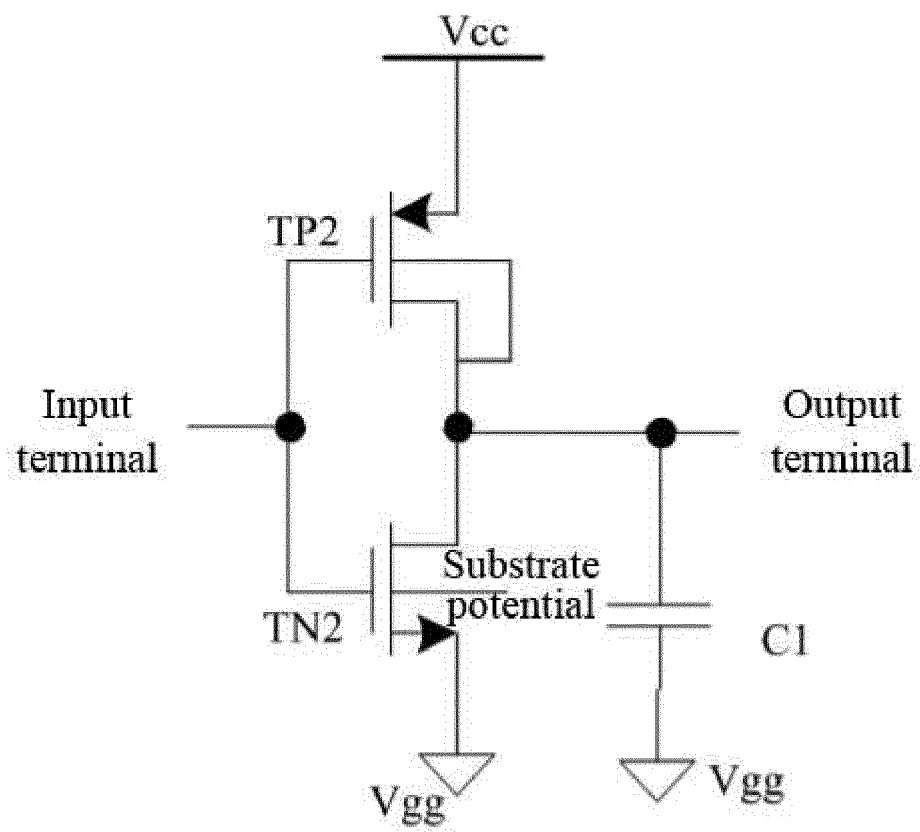 Vcc
TP2
Input
terminal
Output
terminal
Substrate
potential
TN2
C1
Vgg
Vgg